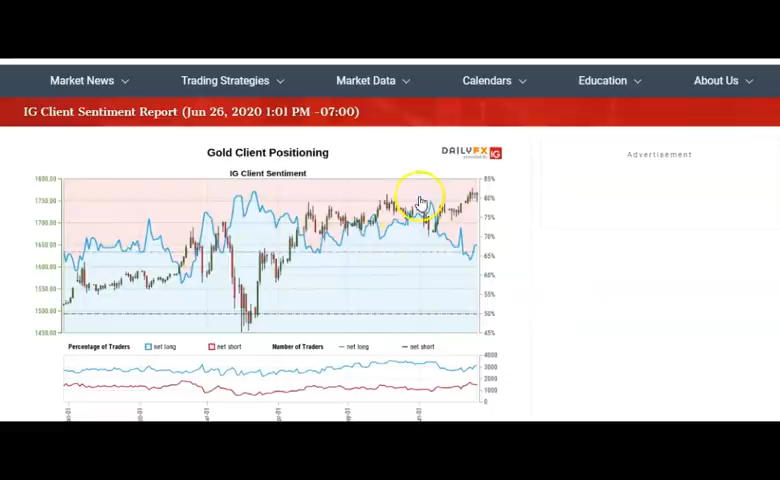 Market News Trading Strategies Market Data Calendars Education About Us
IG Client Sentiment Report (Jun 26, 2020 1:01 PM -07:00)
Gold Client Positioning
DAILYFX
provided by IG
Advertisement
IG Client Sentiment
1800.00 85%
1750.00 80%
1700.00 75%
1650.00 70%
1600.00 65%
1550.00 60%
1500.00 55%
1450.00 50%
45%
Percentage of Traders net long net short Number of Traders net long net short
4000
3000
2000
1000
0